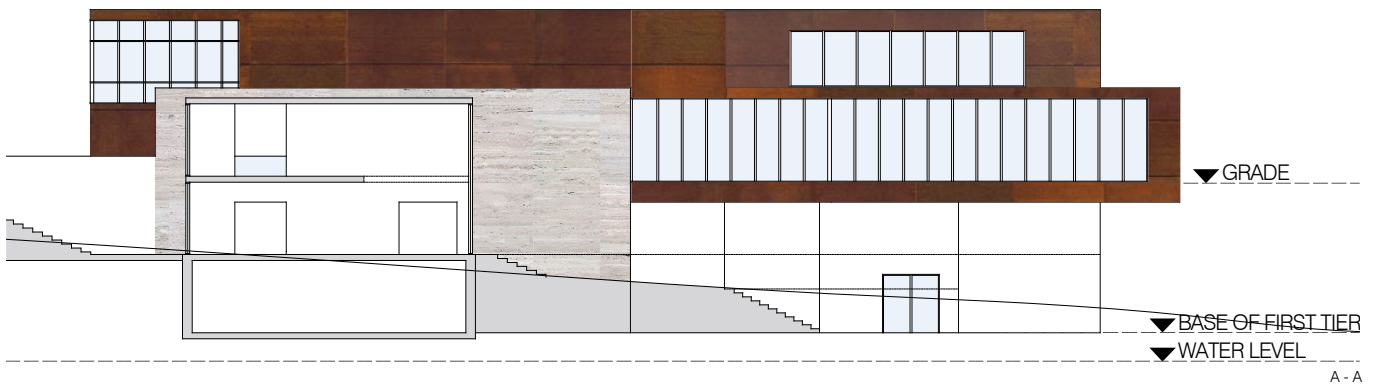 GRADE
BASE OF FIRST TIER
WATER LEVEL
A - A